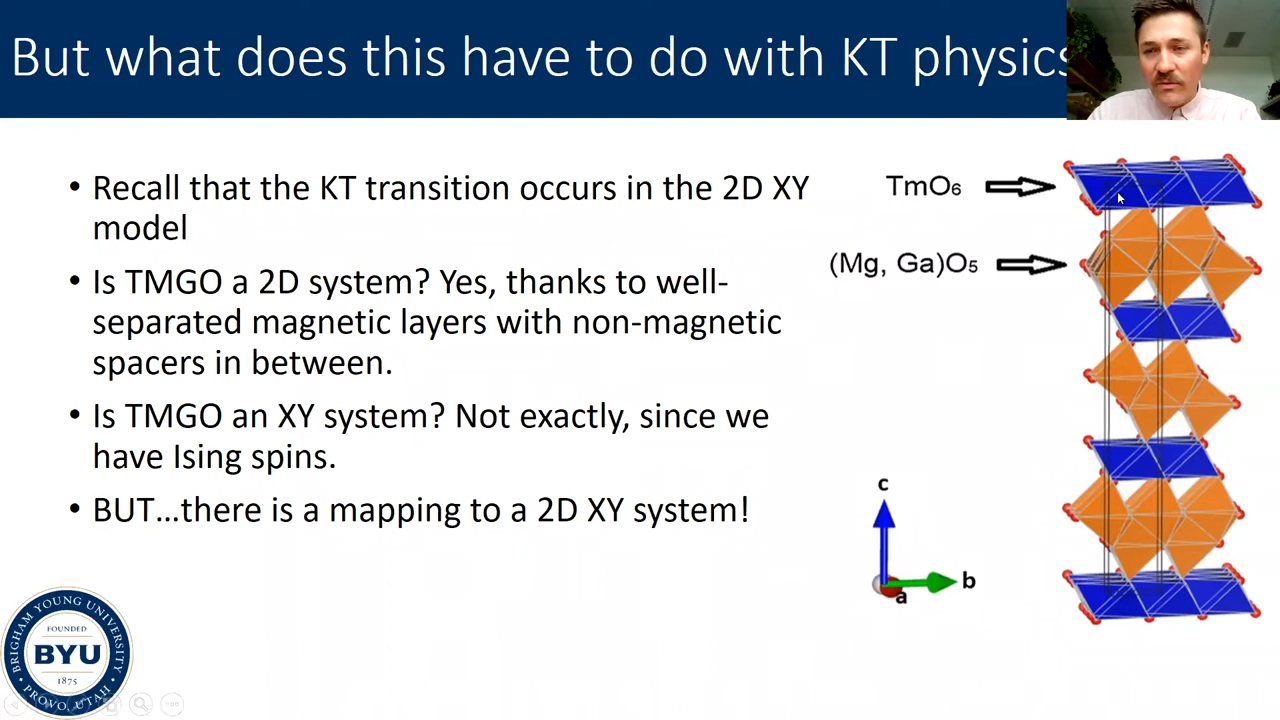 But what does this have to do with KT physics
• Recall that the KT transition occurs in the 2D XY
model
• Is TMGO a 2D system? Yes, thanks to well-
separated magnetic layers with non-magnetic
spacers in between.
• Is TMGO an XY system? Not exactly, since we
have Ising spins.
• BUT…there is a mapping to a 2D XY system!
TmO₆
(Mg, Ga)O₅
c
b
a
BRIGHAM YOUNG UNIVERSITY
FOUNDED
BYU
1875
PROVO, UTAH